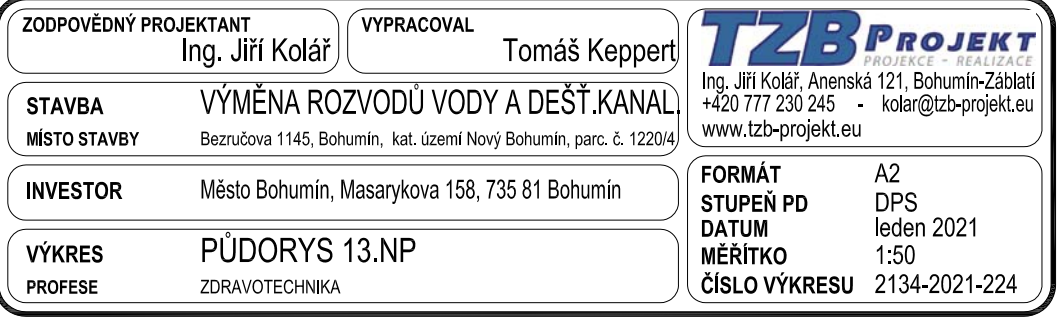 ZODPOVĚDNÝ PROJEKTANT
Ing. Jiří Kolář
VYPRACOVAL
Tomáš Keppert
STAVBA VÝMĚNA ROZVODŮ VODY A DEŠŤ.KANAL.
MÍSTO STAVBY Bezručova 1145, Bohumín, kat. území Nový Bohumín, parc. č. 1220/4
INVESTOR Město Bohumín, Masarykova 158, 735 81 Bohumín
VÝKRES PŮDORYS 13.NP
PROFESE ZDRAVOTECHNIKA
TZB PROJEKT
PROJEKCE - REALIZACE
Ing. Jiří Kolář, Anenská 121, Bohumín-Záblatí
+420 777 230 245 - kolar@tzb-projekt.eu
www.tzb-projekt.eu
FORMÁT A2
STUPEŇ PD DPS
DATUM leden 2021
MĚŘÍTKO 1:50
ČÍSLO VÝKRESU 2134-2021-224